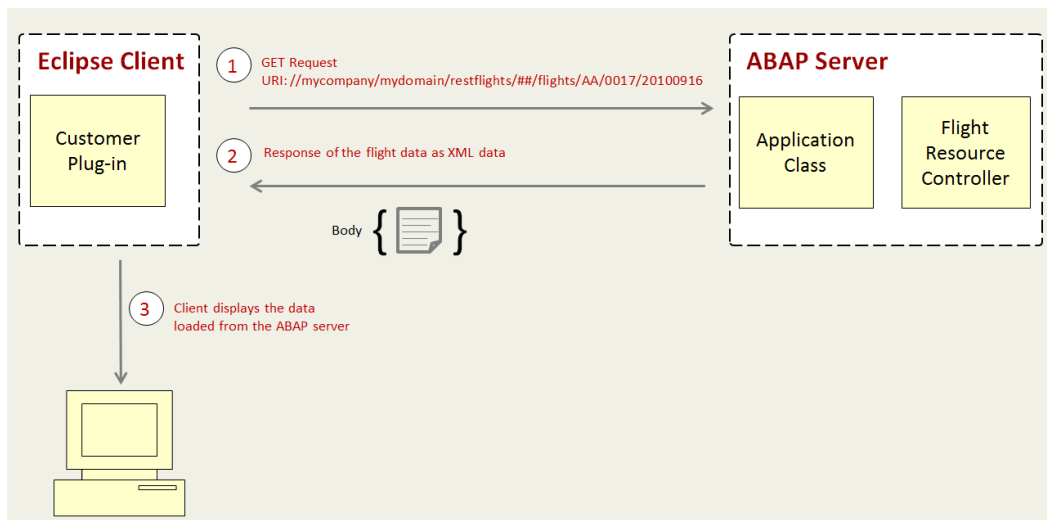 Eclipse Client
Customer
Plug-in
1
GET Request
URI: //mycompany/mydomain/restflights/##/flights/AA/0017/20100916
2
Response of the flight data as XML data
Body { }
ABAP Server
Application
Class
Flight
Resource
Controller
3
Client displays the data
loaded from the ABAP server